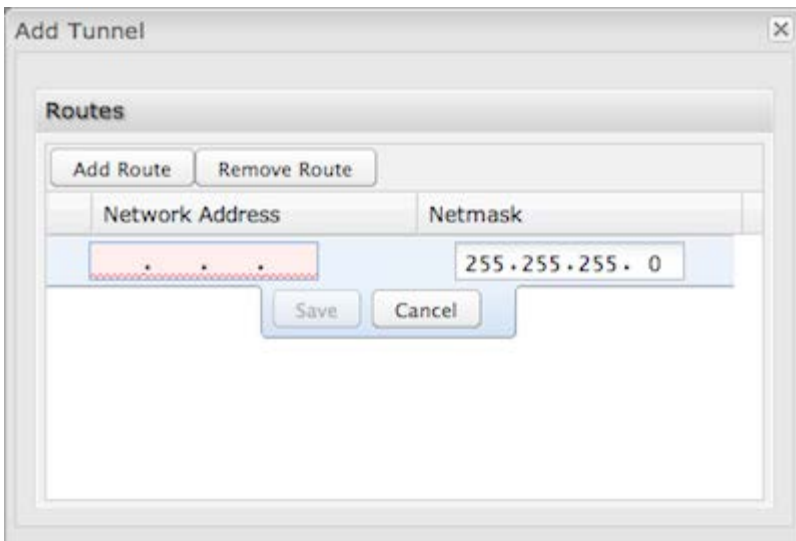 Add Tunnel
Routes
Add Route Remove Route
Network Address Netmask
. . . 255.255.255. 0
Save Cancel